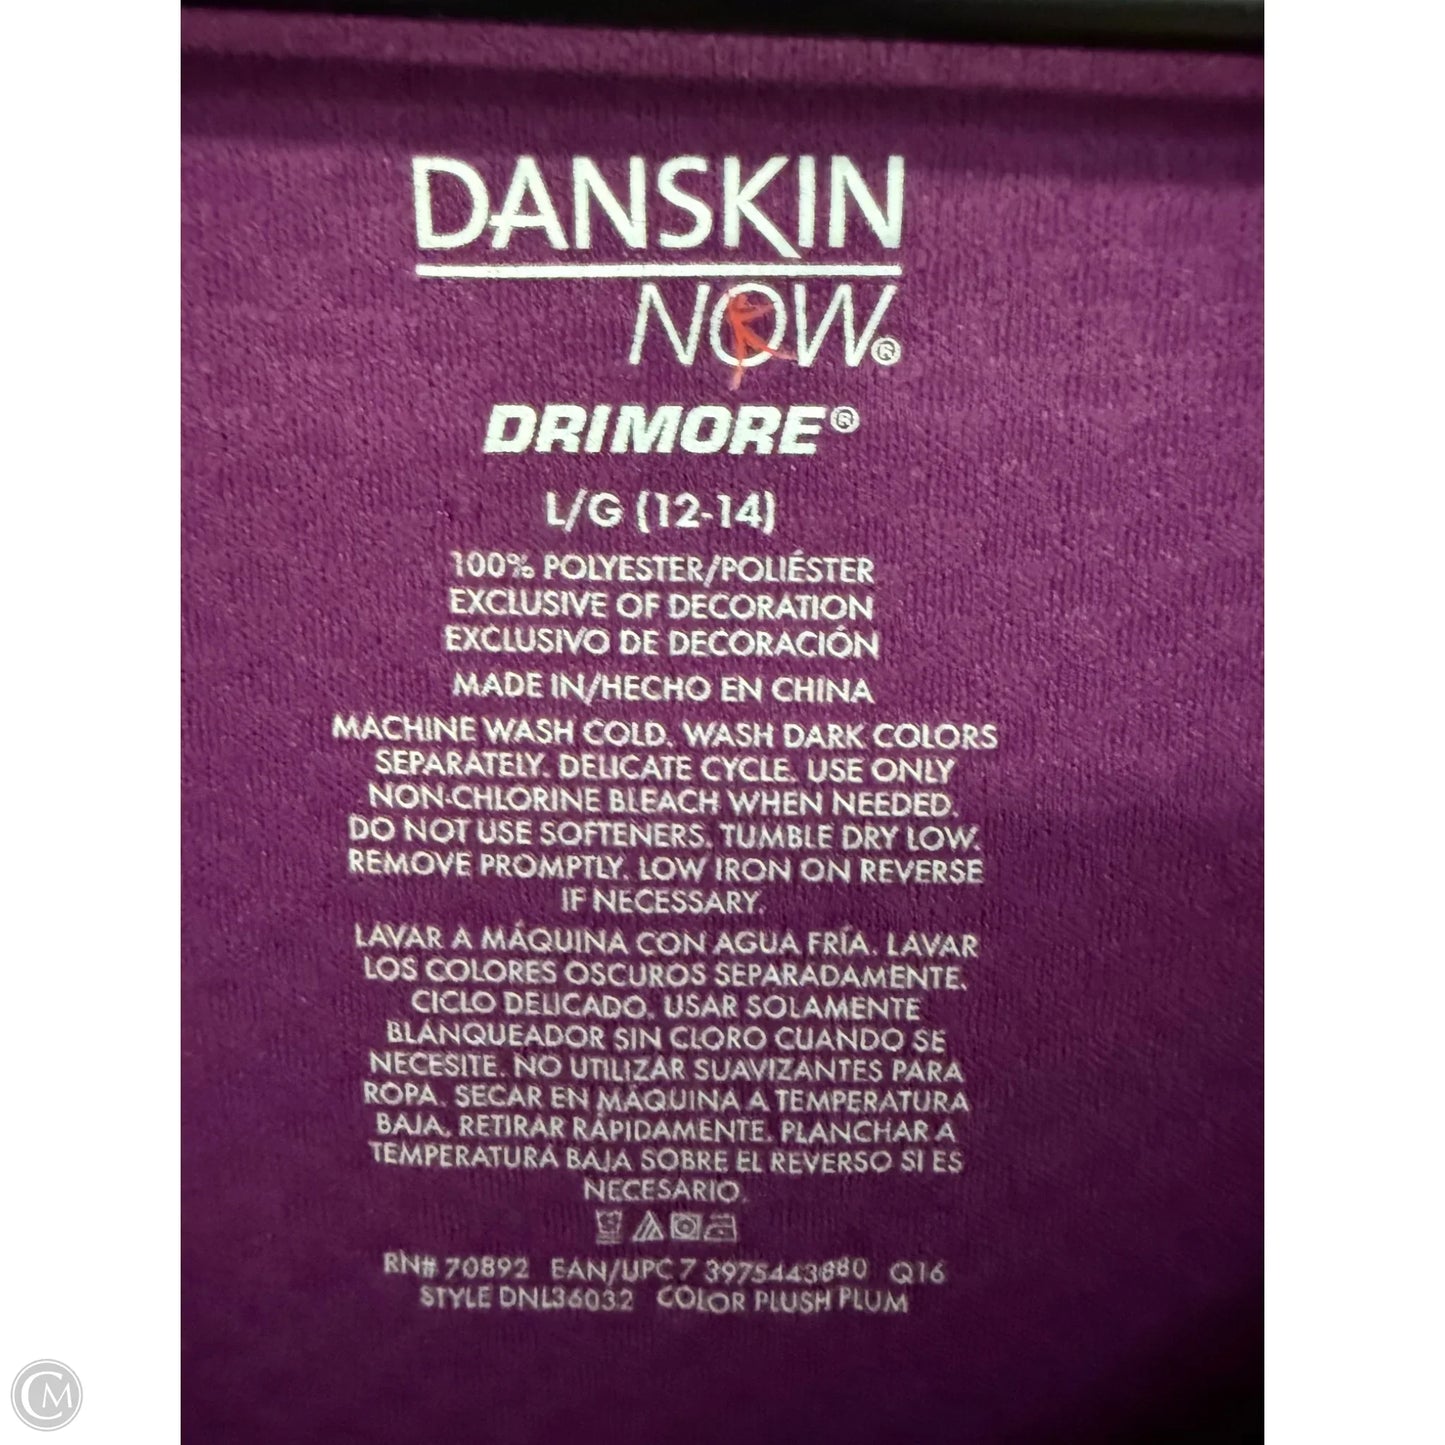 DANSKIN
NOW®
DRIMORE®
L/G (12-14)
100% POLYESTER/POLIÉSTER
EXCLUSIVE OF DECORATION
EXCLUSIVO DE DECORACIÓN
MADE IN/HECHO EN CHINA
MACHINE WASH COLD. WASH DARK COLORS
SEPARATELY. DELICATE CYCLE. USE ONLY
NON-CHLORINE BLEACH WHEN NEEDED.
DO NOT USE SOFTENERS. TUMBLE DRY LOW.
REMOVE PROMPTLY. LOW IRON ON REVERSE
IF NECESSARY.
LAVAR A MÁQUINA CON AGUA FRÍA. LAVAR
LOS COLORES OSCUROS SEPARADAMENTE.
CICLO DELICADO. USAR SOLAMENTE
BLANQUEADOR SIN CLORO CUANDO SE
NECESITE. NO UTILIZAR SUAVIZANTES PARA
ROPA. SECAR EN MÁQUINA A TEMPERATURA
BAJA. RETIRAR RÁPIDAMENTE. PLANCHAR A
TEMPERATURA BAJA SOBRE EL REVERSO SI ES
NECESARIO.
RN# 70892 EAN/UPC 7 3975443880 Q16
STYLE DNL36032 COLOR PLUSH PLUM
CM